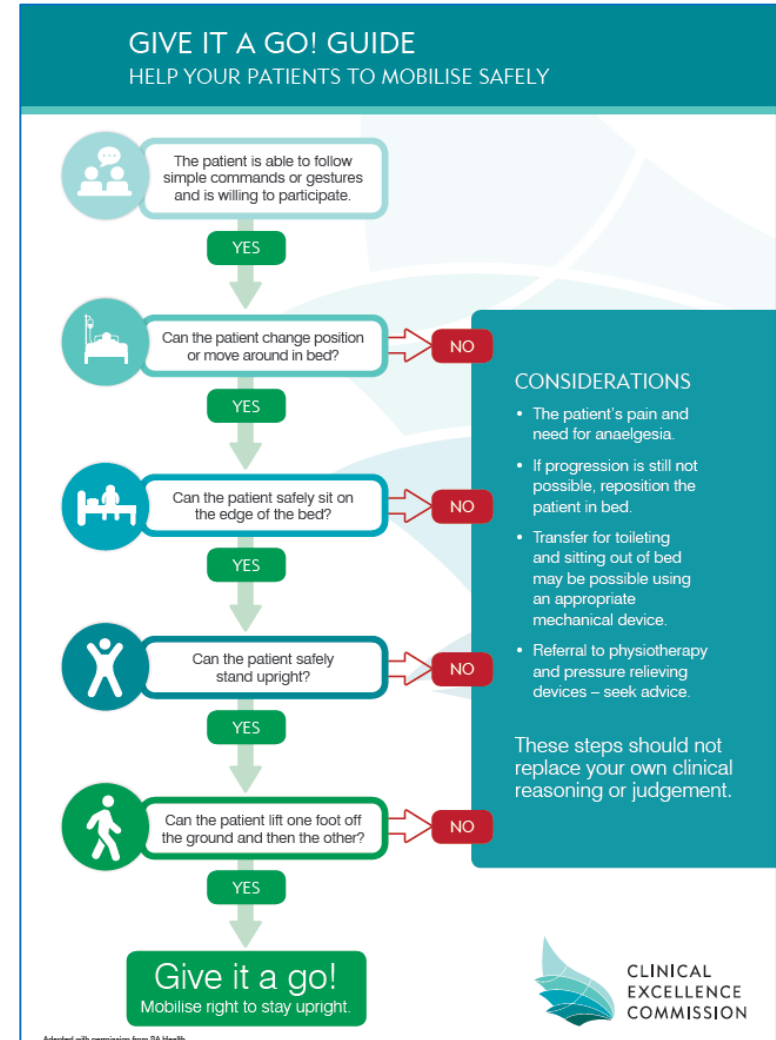 GIVE IT A GO! GUIDE
HELP YOUR PATIENTS TO MOBILISE SAFELY
The patient is able to follow
simple commands or gestures
and is willing to participate.
YES
Can the patient change position
or move around in bed?
NO
YES
Can the patient safely sit on
the edge of the bed?
NO
YES
Can the patient safely
stand upright?
NO
YES
Can the patient lift one foot off
the ground and then the other?
NO
YES
Give it a go!
Mobilise right to stay upright.
CONSIDERATIONS
• The patient's pain and
need for anaelgesia.
• If progression is still not
possible, reposition the
patient in bed.
• Transfer for toileting
and sitting out of bed
may be possible using
an appropriate
mechanical device.
• Referral to physiotherapy
and pressure relieving
devices – seek advice.
These steps should not
replace your own clinical
reasoning or judgement.
CLINICAL
EXCELLENCE
COMMISSION
Adapted with permission from Health